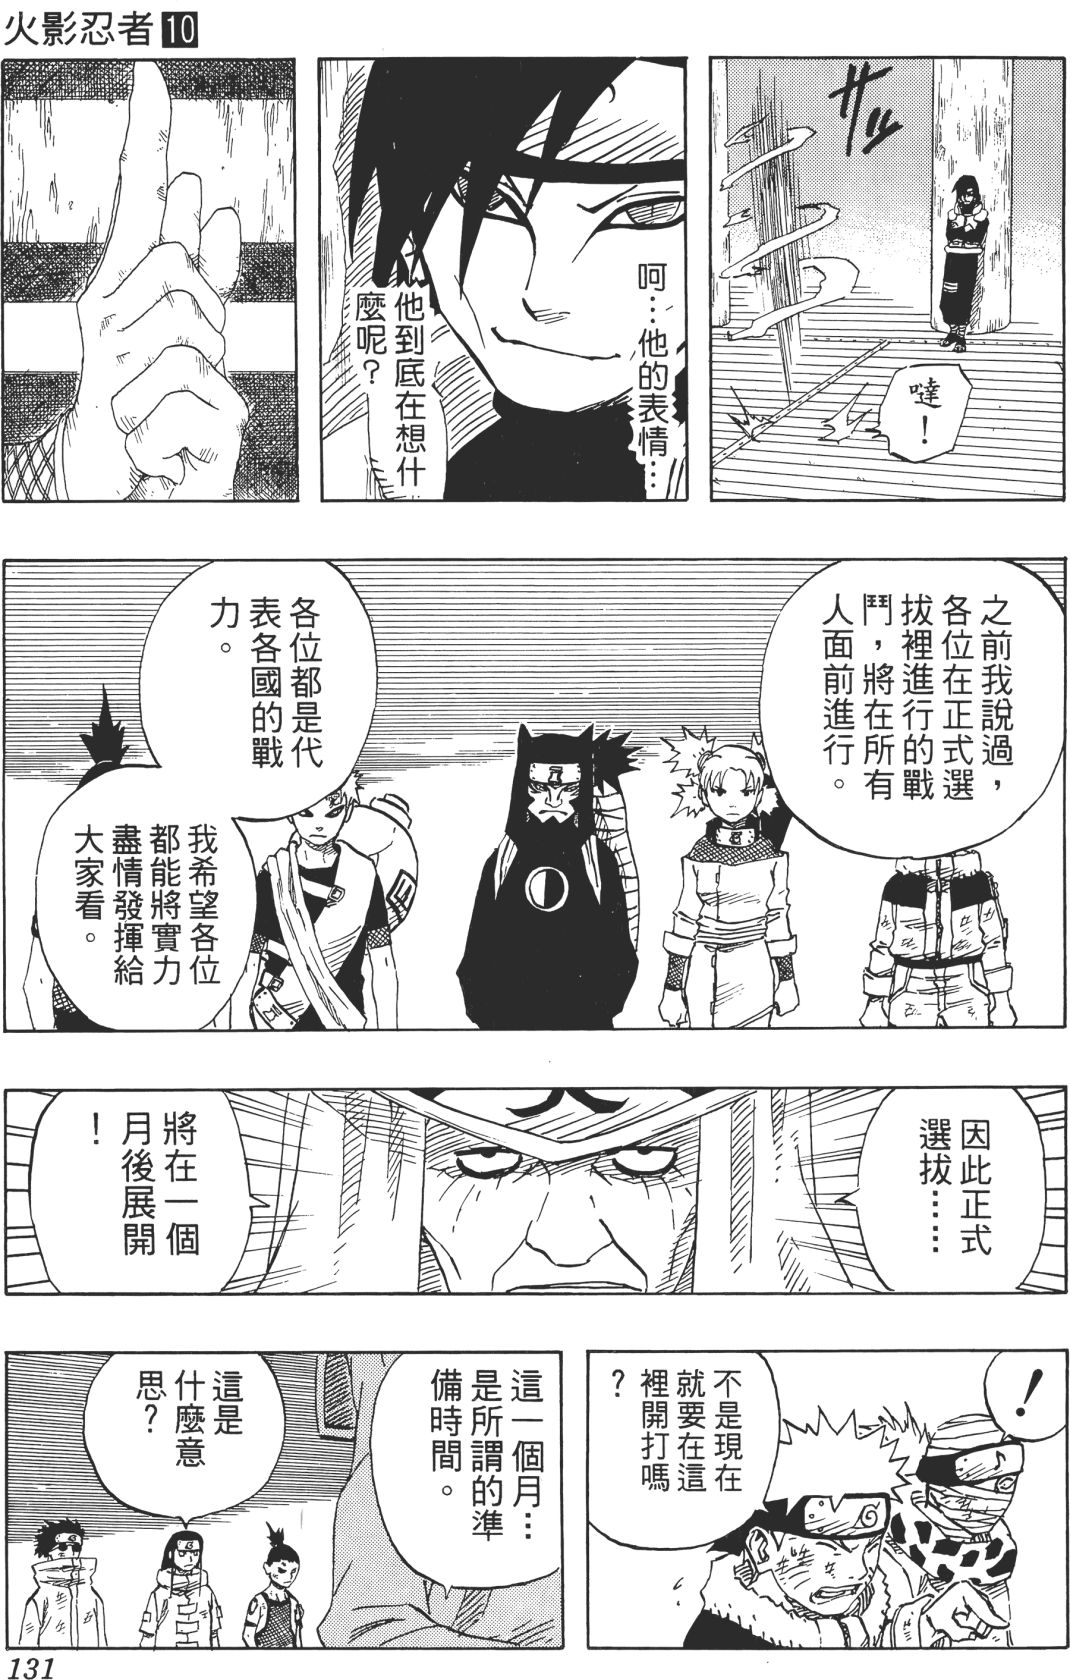 火影忍者10
ザッ
噠！
呵…他的表情…
他到底在想什
麼呢？
之前我說過，
各位在正式選
拔裡進行的戰
鬥，將在所有
人面前進行。
各位都是代
表各國的戰
力。
我希望各位
都能將實力
盡情發揮給
大家看。
因此正式
選拔……
將在一個
月後展開
！
！
不是現在
就要在這
裡開打嗎
？
這一個月…
是所謂的準
備時間。
這是
什麼意
思？
131